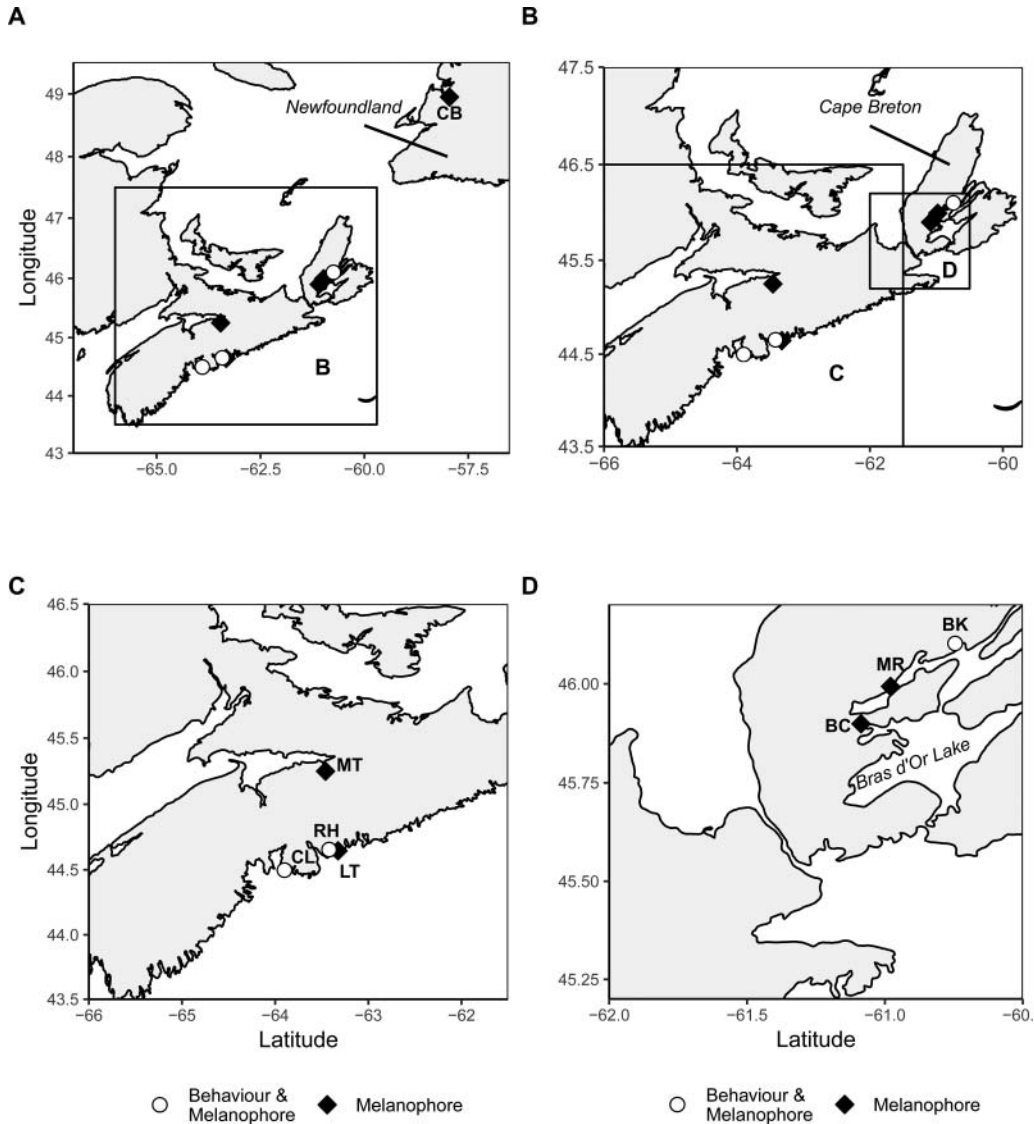 A
B
Longitude
49
48
47
46
45
44
43
Newfoundland
CB
B
−65.0
−62.5
−60.0
−57.5
47.5
46.5
45.5
44.5
43.5
Cape Breton
D
C
−66
−64
−62
−60
C
D
Longitude
46.5
46.0
45.5
45.0
44.5
44.0
43.5
MT
RH
CL
LT
−66
−65
−64
−63
−62
Latitude
46.00
45.75
45.50
45.25
BK
MR
BC
Bras d'Or Lake
−62.0
−61.5
−61.0
−60.
Latitude
Behaviour &
Melanophore
Melanophore
Behaviour &
Melanophore
Melanophore